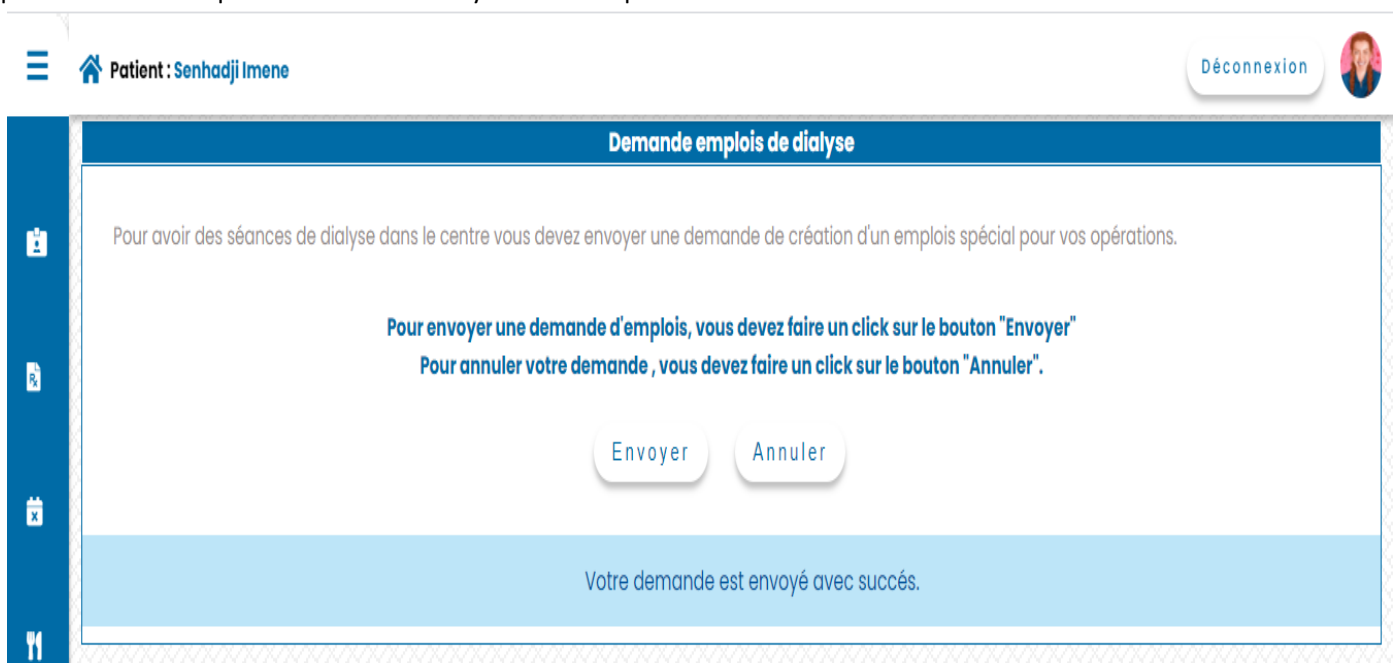 Patient : Senhadji Imene
Déconnexion
Demande emplois de dialyse
Pour avoir des séances de dialyse dans le centre vous devez envoyer une demande de création d'un emplois spécial pour vos opérations.
Pour envoyer une demande d'emplois, vous devez faire un click sur le bouton "Envoyer"
Pour annuler votre demande , vous devez faire un click sur le bouton "Annuler".
Envoyer Annuler
Votre demande est envoyé avec succés.